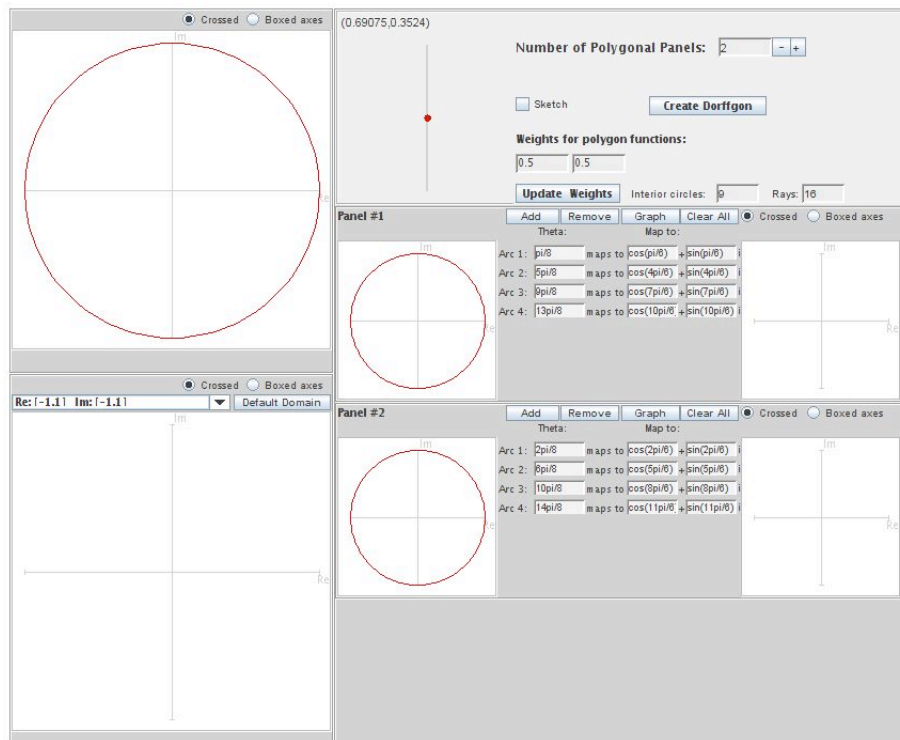 Crossed Boxed axes
Im
Re
Crossed Boxed axes
Re: [-1,1] Im: [-1,1] Default Domain
Im
Re
(0.69075,0.3524)
Number of Polygonal Panels: 2 - +
Sketch Create Dorffgon
Weights for polygon functions:
0.5 0.5
Update Weights Interior circles: 9 Rays: 16
Panel #1 Add Remove Graph Clear All Crossed Boxed axes
Theta: Map to:
Im
Re
Arc 1: pi/8 maps to cos(pi/6) + sin(pi/6) i
Arc 2: 5pi/8 maps to cos(4pi/6) + sin(4pi/6) i
Arc 3: 9pi/8 maps to cos(7pi/6) + sin(7pi/6) i
Arc 4: 13pi/8 maps to cos(10pi/6) + sin(10pi/6) i
Im
Re
Panel #2 Add Remove Graph Clear All Crossed Boxed axes
Theta: Map to:
Im
Re
Arc 1: 2pi/8 maps to cos(2pi/6) + sin(2pi/6) i
Arc 2: 6pi/8 maps to cos(5pi/6) + sin(5pi/6) i
Arc 3: 10pi/8 maps to cos(8pi/6) + sin(8pi/6) i
Arc 4: 14pi/8 maps to cos(11pi/6) + sin(11pi/6) i
Im
Re